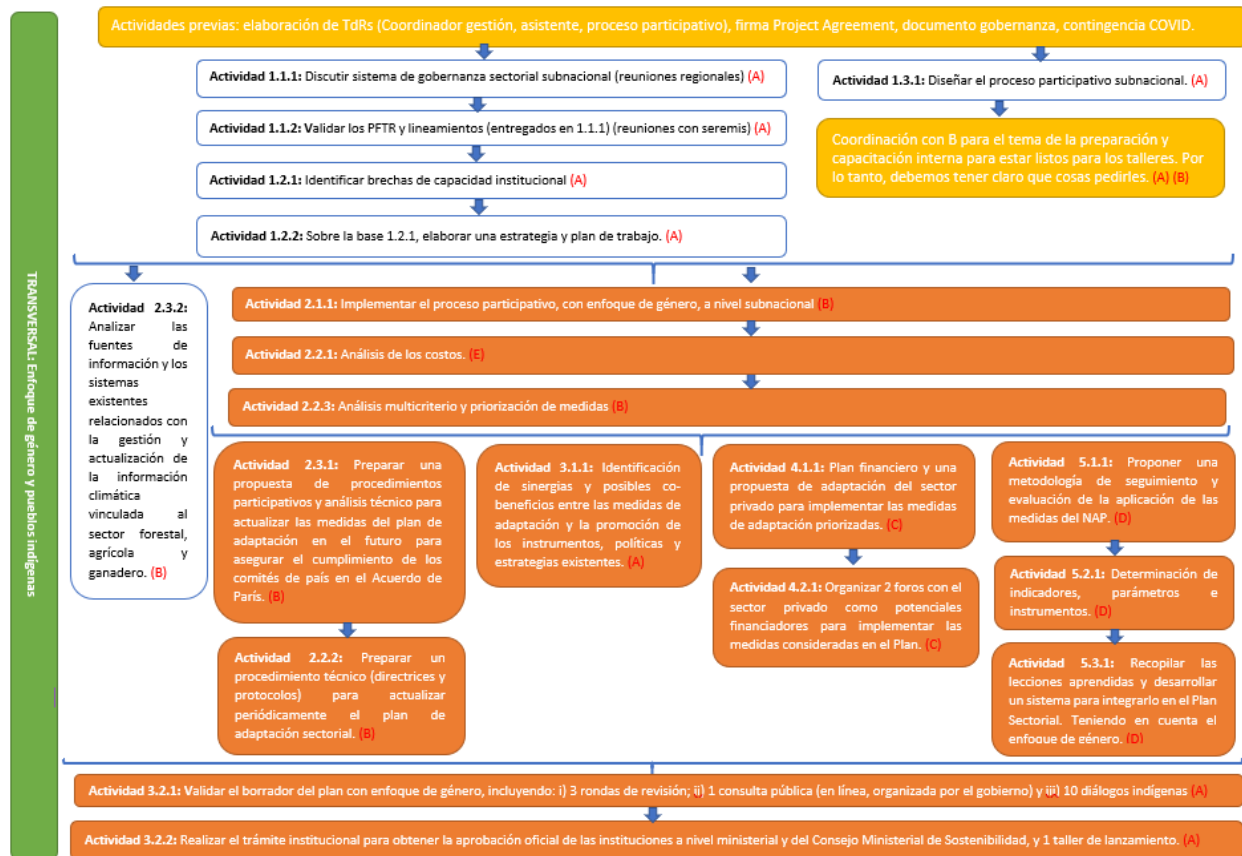 TRANSVERSAL: Enfoque de género y pueblos indígenas
Actividades previas: elaboración de TdRs (Coordinador gestión, asistente, proceso participativo), firma Project Agreement, documento gobernanza, contingencia COVID.
Actividad 1.1.1: Discutir sistema de gobernanza sectorial subnacional (reuniones regionales) (A)
Actividad 1.3.1: Diseñar el proceso participativo subnacional. (A)
Actividad 1.1.2: Validar los PFTR y lineamientos (entregados en 1.1.1) (reuniones con seremis) (A)
Coordinación con B para el tema de la preparación y
capacitación interna para estar listos para los talleres. Por
lo tanto, debemos tener claro que cosas pedirles. (A) (B)
Actividad 1.2.1: Identificar brechas de capacidad institucional (A)
Actividad 1.2.2: Sobre la base 1.2.1, elaborar una estrategia y plan de trabajo. (A)
Actividad 2.3.2:
Analizar las
fuentes de
información y los
sistemas
existentes
relacionados con
la gestión y
actualización de
la información
climática
vinculada al
sector forestal,
agrícola y
ganadero. (B)
Actividad 2.1.1: Implementar el proceso participativo, con enfoque de género, a nivel subnacional (B)
Actividad 2.2.1: Análisis de los costos. (E)
Actividad 2.2.3: Análisis multicriterio y priorización de medidas (B)
Actividad 2.3.1: Preparar una
propuesta de procedimientos
participativos y análisis técnico para
actualizar las medidas del plan de
adaptación en el futuro para
asegurar el cumplimiento de los
comités de país en el Acuerdo de
París. (B)
Actividad 2.2.2: Preparar un
procedimiento técnico (directrices y
protocolos) para actualizar
periódicamente el plan de
adaptación sectorial. (B)
Actividad 3.1.1: Identificación
de sinergias y posibles co-
beneficios entre las medidas de
adaptación y la promoción de
los instrumentos, políticas y
estrategias existentes. (A)
Actividad 4.1.1: Plan financiero y una
propuesta de adaptación del sector
privado para implementar las medidas
de adaptación priorizadas. (C)
Actividad 4.2.1: Organizar 2 foros con el
sector privado como potenciales
financiadores para implementar las
medidas consideradas en el Plan. (C)
Actividad 5.1.1: Proponer una
metodología de seguimiento y
evaluación de la aplicación de las
medidas del NAP. (D)
Actividad 5.2.1: Determinación de
indicadores, parámetros e
instrumentos. (D)
Actividad 5.3.1: Recopilar las
lecciones aprendidas y desarrollar
un sistema para integrarlo en el Plan
Sectorial. Teniendo en cuenta el
enfoque de género. (D)
Actividad 3.2.1: Validar el borrador del plan con enfoque de género, incluyendo: i) 3 rondas de revisión; ii) 1 consulta pública (en línea, organizada por el gobierno) y iii) 10 diálogos indígenas (A)
Actividad 3.2.2: Realizar el trámite institucional para obtener la aprobación oficial de las instituciones a nivel ministerial y del Consejo Ministerial de Sostenibilidad, y 1 taller de lanzamiento. (A)